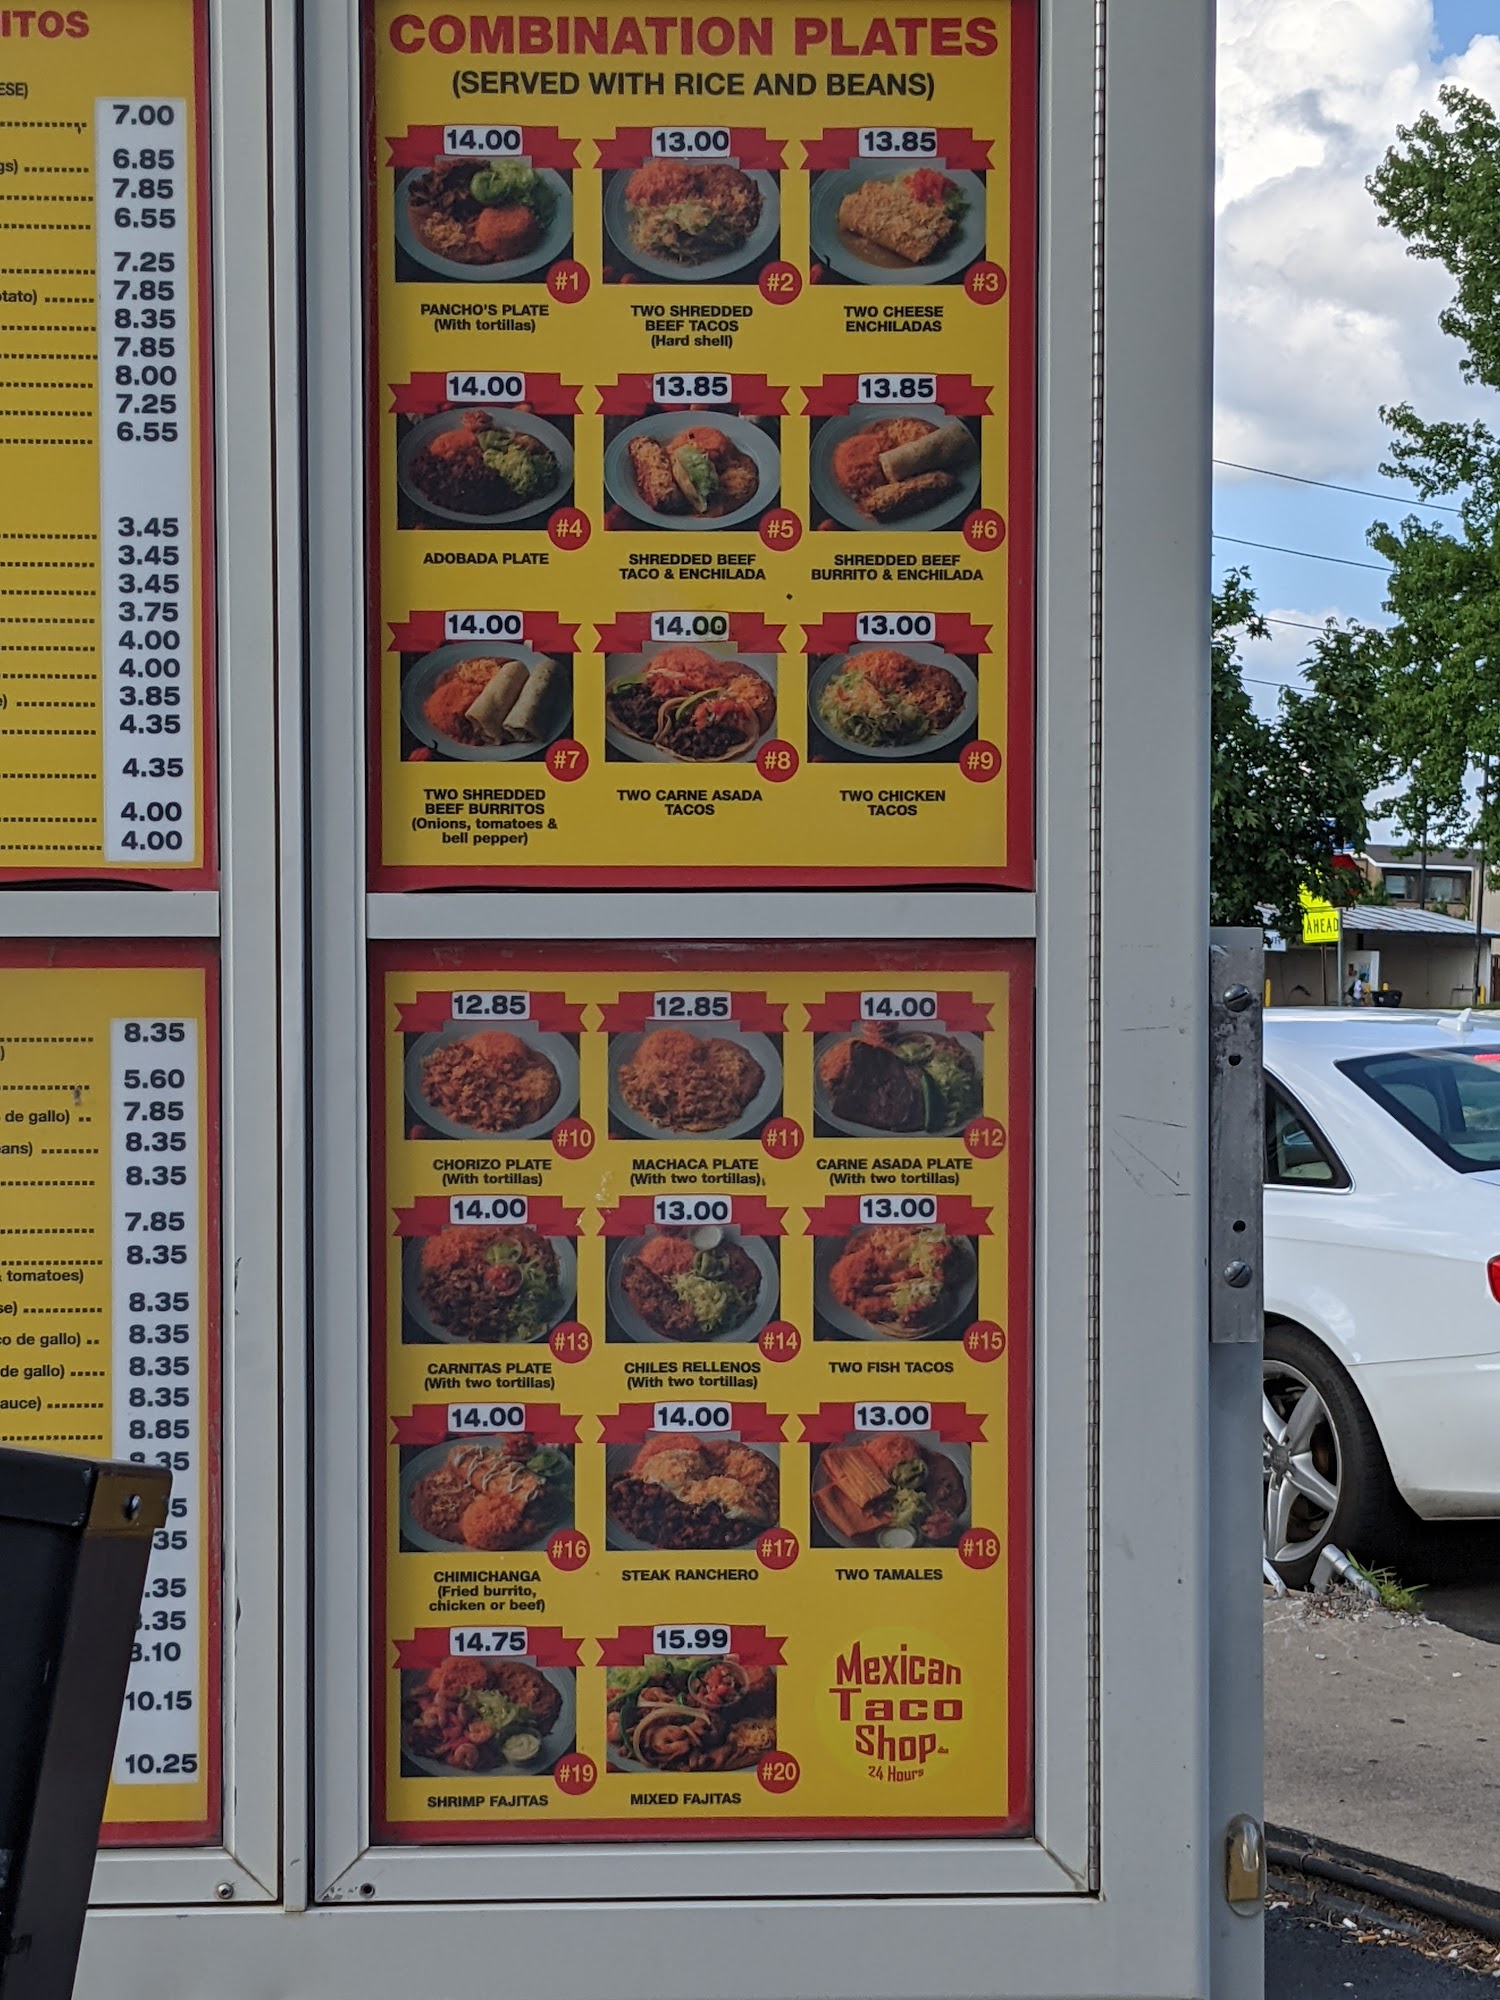 ITOS
ESE)
7.00
gs) 6.85
7.85
6.55
7.25
otato) 7.85
8.35
7.85
8.00
7.25
6.55
3.45
3.45
3.45
3.75
4.00
4.00
e) 3.85
4.35
4.35
4.00
4.00
8.35
)
5.60
de gallo) .. 7.85
eans) 8.35
8.35
7.85
8.35
& tomatoes)
se) 8.35
co de gallo) .. 8.35
de gallo) ..... 8.35
auce) 8.35
8.85
8.35
5
35
.35
.35
8.10
10.15
10.25
COMBINATION PLATES
(SERVED WITH RICE AND BEANS)
14.00 13.00 13.85
#1 #2 #3
PANCHO'S PLATE
(With tortillas)
TWO SHREDDED
BEEF TACOS
(Hard shell)
TWO CHEESE
ENCHILADAS
14.00 13.85 13.85
#4 #5 #6
ADOBADA PLATE
SHREDDED BEEF
TACO & ENCHILADA
SHREDDED BEEF
BURRITO & ENCHILADA
14.00 14.00 13.00
#7 #8 #9
TWO SHREDDED
BEEF BURRITOS
(Onions, tomatoes &
bell pepper)
TWO CARNE ASADA
TACOS
TWO CHICKEN
TACOS
12.85 12.85 14.00
#10 #11 #12
CHORIZO PLATE
(With tortillas)
MACHACA PLATE
(With two tortillas)
CARNE ASADA PLATE
(With two tortillas)
14.00 13.00 13.00
#13 #14 #15
CARNITAS PLATE
(With two tortillas)
CHILES RELLENOS
(With two tortillas)
TWO FISH TACOS
14.00 14.00 13.00
#16 #17 #18
CHIMICHANGA
(Fried burrito,
chicken or beef)
STEAK RANCHERO
TWO TAMALES
14.75 15.99
#19 #20
SHRIMP FAJITAS
MIXED FAJITAS
Mexican
Taco
Shop
24 Hours
AHEAD